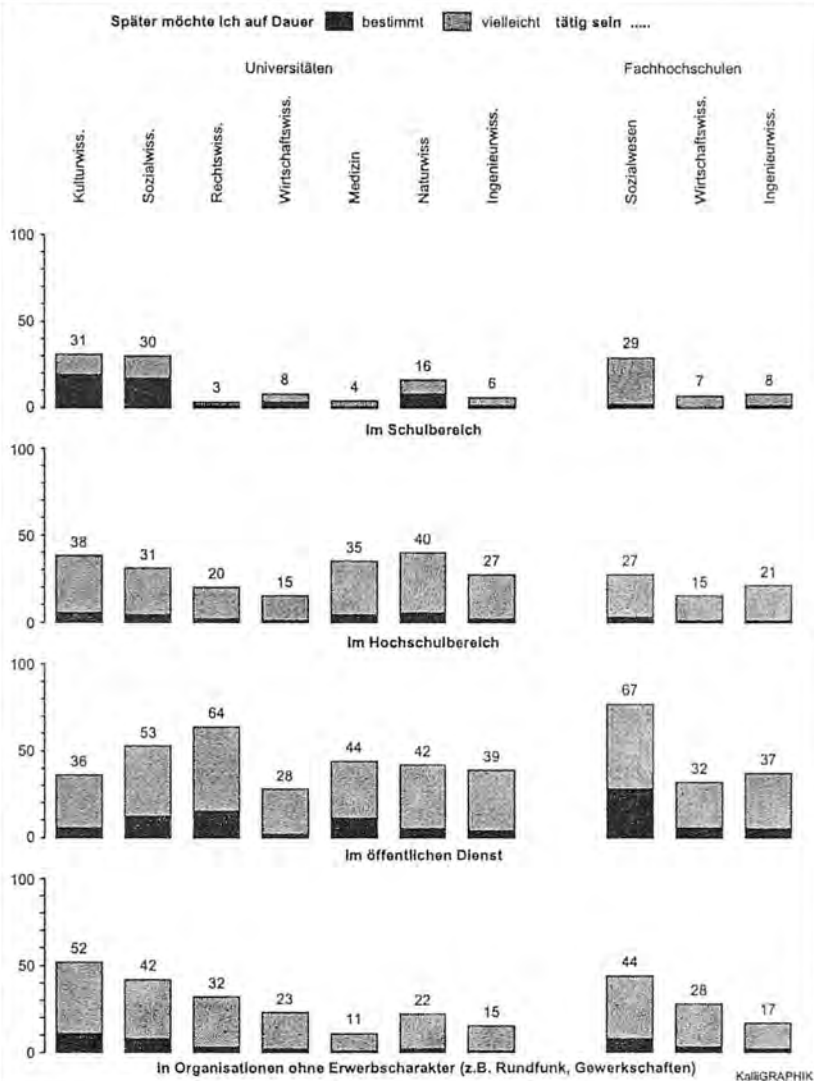 Später möchte ich auf Dauer bestimmt vielleicht tätig sein .....
Universitäten Fachhochschulen
Kulturwiss. Sozialwiss. Rechtswiss. Wirtschaftswiss. Medizin Naturwiss Ingenieurwiss. Sozialwesen Wirtschaftswiss. Ingenieurwiss.
100
50
31 30 3 8 4 16 6 29 7 8
0
Im Schulbereich
100
50
38 31 20 15 35 40 27 27 15 21
0
Im Hochschulbereich
100
50
36 53 64 28 44 42 39 67 32 37
0
Im öffentlichen Dienst
100
50
52 42 32 23 11 22 15 44 28 17
0
In Organisationen ohne Erwerbscharakter (z.B. Rundfunk, Gewerkschaften)
KalliGRAPHIK